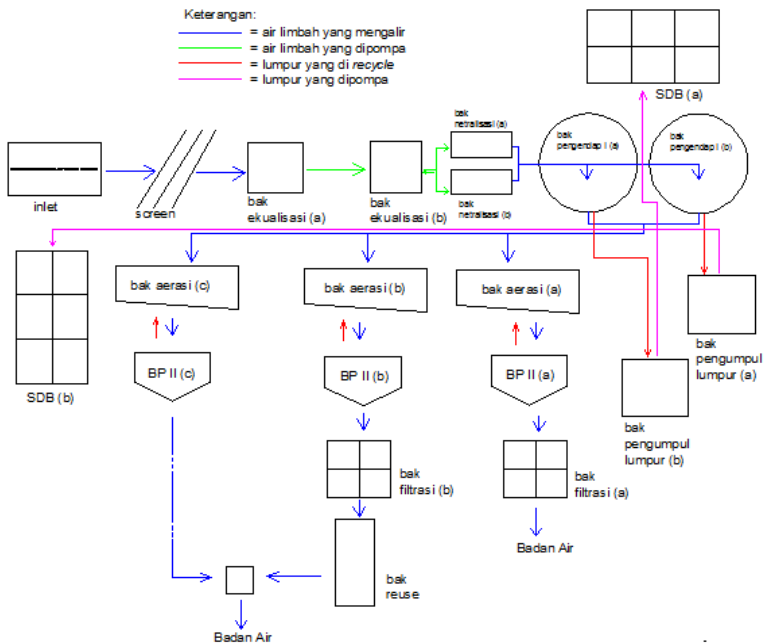 Keterangan:
= air limbah yang mengalir
= air limbah yang dipompa
= lumpur yang di recycle
= lumpur yang dipompa
SDB (a)
bak
netralisasi (a)
bak
pengendap I (a)
bak
pengendap I (b)
inlet
screen
bak
ekualisasi (a)
bak
ekualisasi (b)
bak
netralisasi (b)
bak aerasi (c)
bak aerasi (b)
bak aerasi (a)
bak
pengumpul
lumpur (a)
BP II (c)
BP II (b)
BP II (a)
SDB (b)
bak
pengumpul
lumpur (b)
bak
filtrasi (b)
bak
filtrasi (a)
Badan Air
bak
reuse
Badan Air